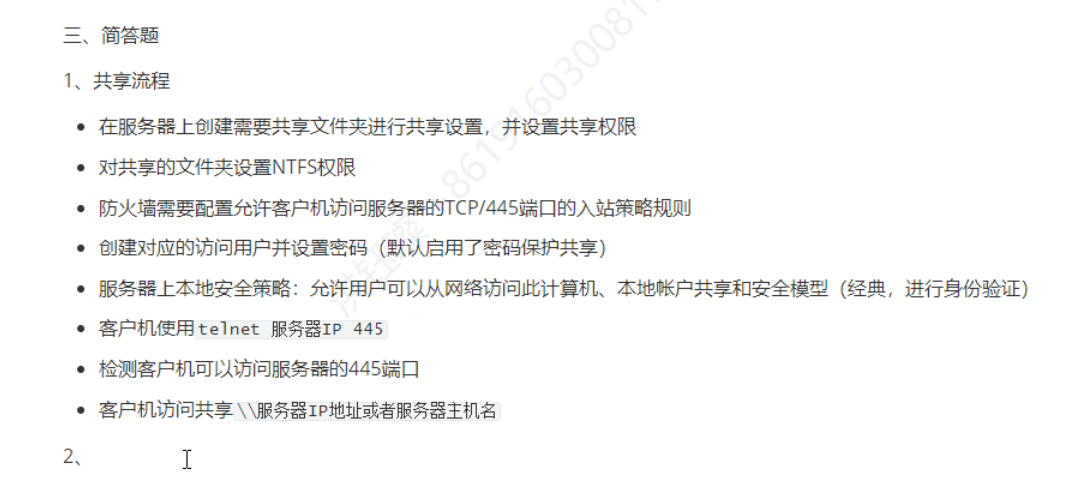 三、简答题
1、共享流程
• 在服务器上创建需要共享文件夹进行共享设置，并设置共享权限
• 对共享的文件夹设置NTFS权限
• 防火墙需要配置允许客户机访问服务器的TCP/445端口的入站策略规则
• 创建对应的访问用户并设置密码（默认启用了密码保护共享）
• 服务器上本地安全策略：允许用户可以从网络访问此计算机、本地帐户共享和安全模型（经典，进行身份验证）
• 客户机使用telnet 服务器IP 445
• 检测客户机可以访问服务器的445端口
• 客户机访问共享\\服务器IP地址或者服务器主机名
2、